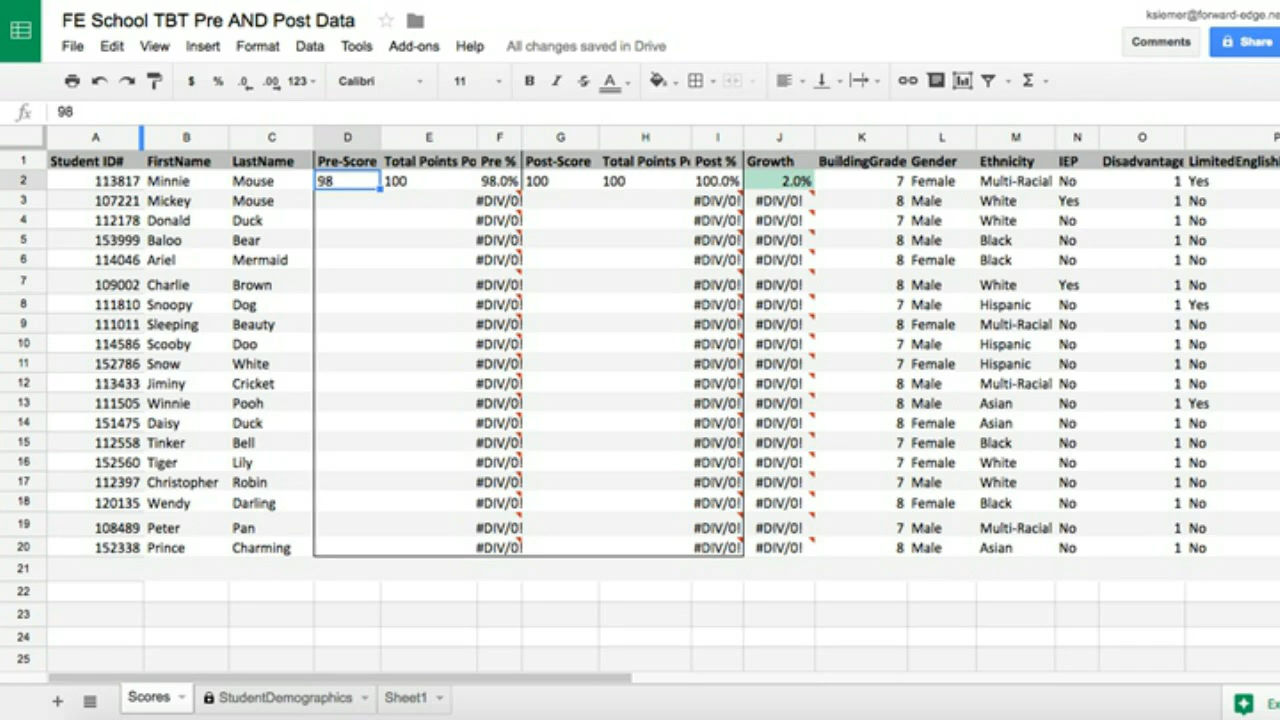 FE School TBT Pre AND Post Data
ksiemer@forward-edge.ne
File Edit View Insert Format Data Tools Add-ons Help All changes saved in Drive
Comments Share
$ % .0 .00 123 Calibri 11 B I S A Σ
fx 98
A B C D E F G H I J K L M N O P
1 Student ID# FirstName LastName Pre-Score Total Points Po Pre % Post-Score Total Points P Post % Growth BuildingGrade Gender Ethnicity IEP Disadvantage LimitedEnglish
2 113817 Minnie Mouse 98 100 98.0% 100 100 100.0% 2.0% 7 Female Multi-Racial No 1 Yes
3 107221 Mickey Mouse #DIV/0! #DIV/0! #DIV/0! 8 Male White Yes 1 No
4 112178 Donald Duck #DIV/0! #DIV/0! #DIV/0! 7 Male White No 1 No
5 153999 Baloo Bear #DIV/0! #DIV/0! #DIV/0! 8 Male Black No 1 No
6 114046 Ariel Mermaid #DIV/0! #DIV/0! #DIV/0! 8 Female Black No 1 No
7 109002 Charlie Brown #DIV/0! #DIV/0! #DIV/0! 8 Male White Yes 1 No
8 111810 Snoopy Dog #DIV/0! #DIV/0! #DIV/0! 7 Male Hispanic No 1 Yes
9 111011 Sleeping Beauty #DIV/0! #DIV/0! #DIV/0! 8 Female Multi-Racial No 1 No
10 114586 Scooby Doo #DIV/0! #DIV/0! #DIV/0! 7 Male Hispanic No 1 No
11 152786 Snow White #DIV/0! #DIV/0! #DIV/0! 7 Female Hispanic No 1 No
12 113433 Jiminy Cricket #DIV/0! #DIV/0! #DIV/0! 8 Male Multi-Racial No 1 No
13 111505 Winnie Pooh #DIV/0! #DIV/0! #DIV/0! 8 Male Asian No 1 Yes
14 151475 Daisy Duck #DIV/0! #DIV/0! #DIV/0! 8 Female Asian No 1 No
15 112558 Tinker Bell #DIV/0! #DIV/0! #DIV/0! 7 Female Black No 1 No
16 152560 Tiger Lily #DIV/0! #DIV/0! #DIV/0! 7 Female White No 1 No
17 112397 Christopher Robin #DIV/0! #DIV/0! #DIV/0! 7 Male White No 1 No
18 120135 Wendy Darling #DIV/0! #DIV/0! #DIV/0! 8 Female Black No 1 No
19 108489 Peter Pan #DIV/0! #DIV/0! #DIV/0! 7 Male Multi-Racial No 1 No
20 152338 Prince Charming #DIV/0! #DIV/0! #DIV/0! 8 Male Asian No 1 No
21
22
23
24
25
+ Scores StudentDemographics Sheet1 Ex